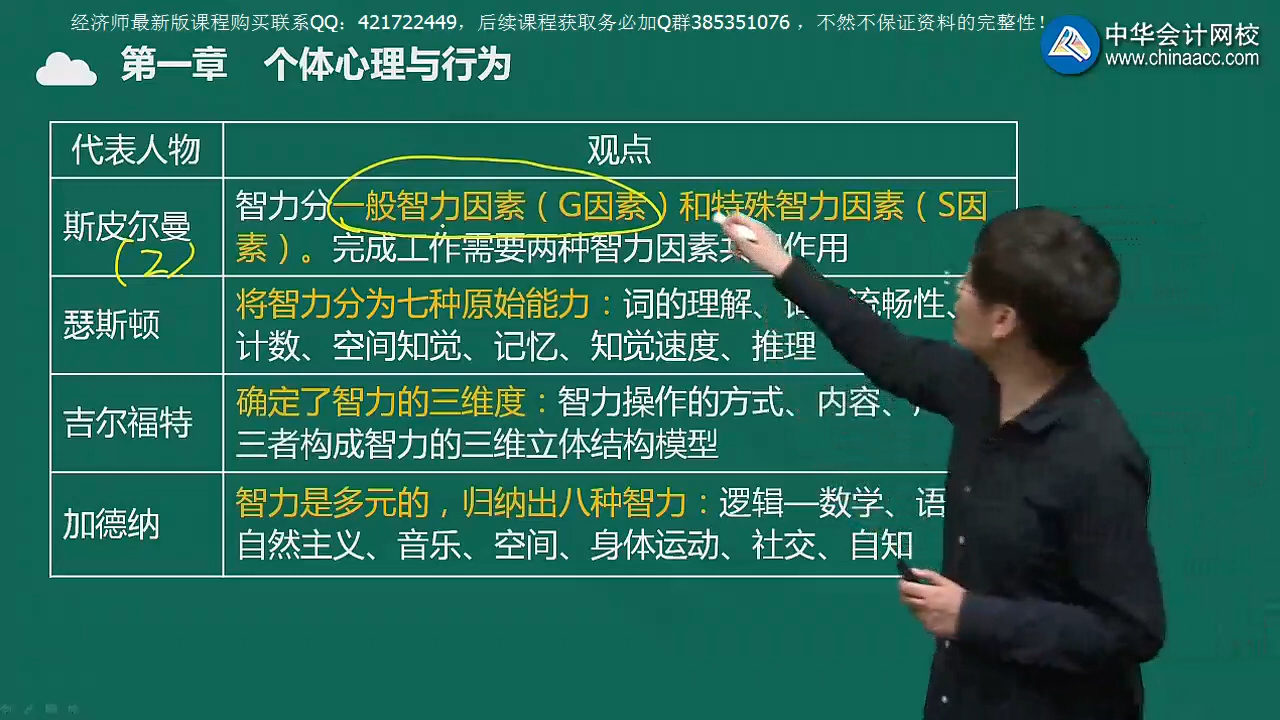 经济师最新版课程购买联系QQ：421722449，后续课程获取务必加Q群385351076 ，不然不保证资料的完整性！
中华会计网校
www.chinaacc.com
第一章 个体心理与行为
代表人物 观点
斯皮尔曼 智力分一般智力因素（G因素）和特殊智力因素（S因
素）。完成工作需要两种智力因素共 作用
(2)
瑟斯顿 将智力分为七种原始能力：词的理解、 流畅性、
计数、空间知觉、记忆、知觉速度、推理
吉尔福特 确定了智力的三维度：智力操作的方式、内容、
三者构成智力的三维立体结构模型
加德纳 智力是多元的，归纳出八种智力：逻辑—数学、语
自然主义、音乐、空间、身体运动、社交、自知